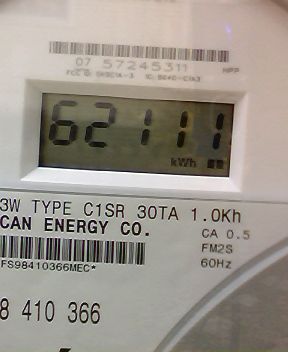 07 57245311
62111
kWh
3W TYPE C1SR 30TA 1.0Kh
CAN ENERGY CO.
CA 0.5
FM2S
60Hz
FS98410366MEC*
8 410 366